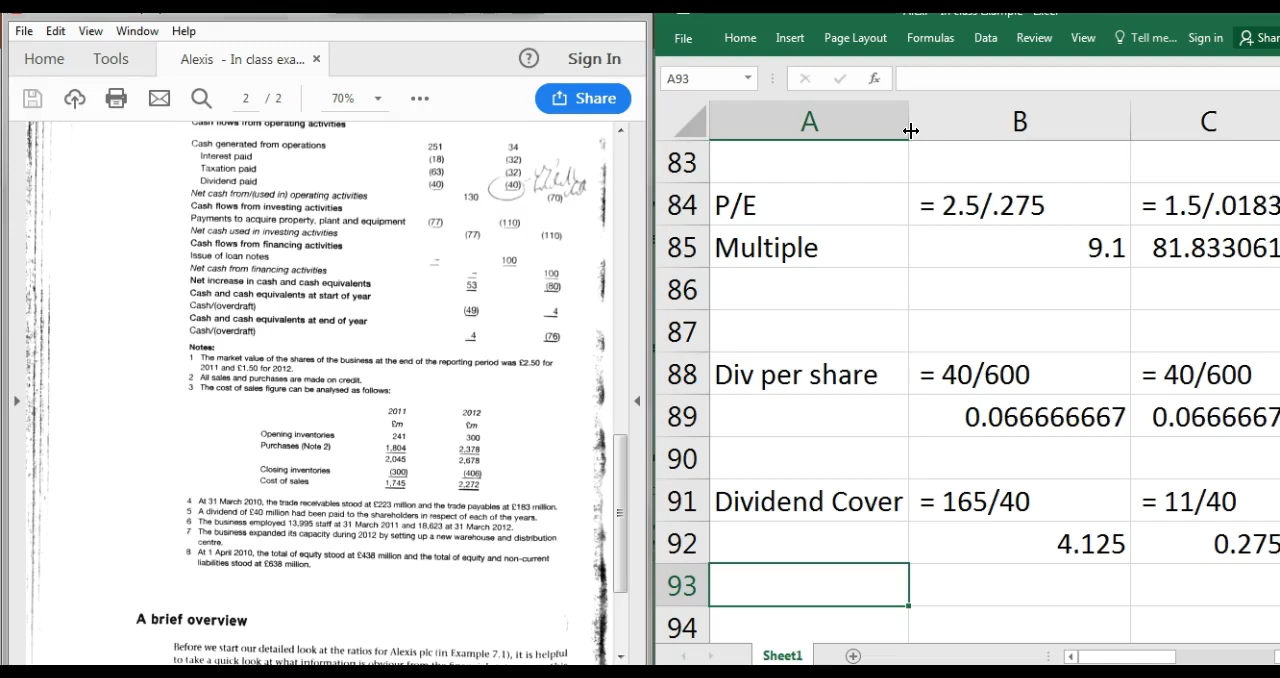 File Edit View Window Help
Home Tools Alexis - In class exa... × ? Sign In
2 / 2 70% Share
Cash flows from operating activities
Cash generated from operations 251 34
Interest paid (18) (32)
Taxation paid (63) (32)
Dividend paid (40) (40)
Net cash from/(used in) operating activities 130 (70)
Cash flows from investing activities
Payments to acquire property, plant and equipment (77) (110)
Net cash used in investing activities (77) (110)
Cash flows from financing activities
Issue of loan notes – 100
Net cash from financing activities – 100
Net increase in cash and cash equivalents 53 (80)
Cash and cash equivalents at start of year
Cash/(overdraft) (49) 4
Cash and cash equivalents at end of year
Cash/(overdraft) 4 (76)
Notes:
1 The market value of the shares of the business at the end of the reporting period was £2.50 for
2011 and £1.50 for 2012.
2 All sales and purchases are made on credit.
3 The cost of sales figure can be analysed as follows:
2011 2012
£m £m
Opening inventories 241 300
Purchases (Note 2) 1,804 2,378
2,045 2,678
Closing inventories (300) (406)
Cost of sales 1,745 2,272
4 At 31 March 2010, the trade receivables stood at £223 million and the trade payables at £183 million.
5 A dividend of £40 million had been paid to the shareholders in respect of each of the years.
6 The business employed 13,995 staff at 31 March 2011 and 18,623 at 31 March 2012.
7 The business expanded its capacity during 2012 by setting up a new warehouse and distribution
centre.
8 At 1 April 2010, the total of equity stood at £438 million and the total of equity and non-current
liabilities stood at £638 million.
A brief overview
Before we start our detailed look at the ratios for Alexis plc (in Example 7.1), it is helpful
to take a quick look at what information is obvious from the
File Home Insert Page Layout Formulas Data Review View Tell me... Sign in Shar
A93 fx
A B C
83
84 P/E = 2.5/.275 = 1.5/.0183
85 Multiple 9.1 81.833061
86
87
88 Div per share = 40/600 = 40/600
89 0.066666667 0.0666667
90
91 Dividend Cover = 165/40 = 11/40
92 4.125 0.275
93
94
Sheet1